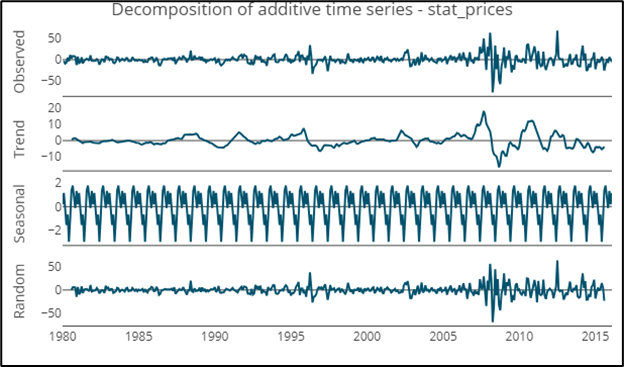 Decomposition of additive time series - stat_prices
Observed
50
0
−50
Trend
20
10
0
−10
Seasonal
2
0
−2
Random
50
0
−50
1980 1985 1990 1995 2000 2005 2010 2015